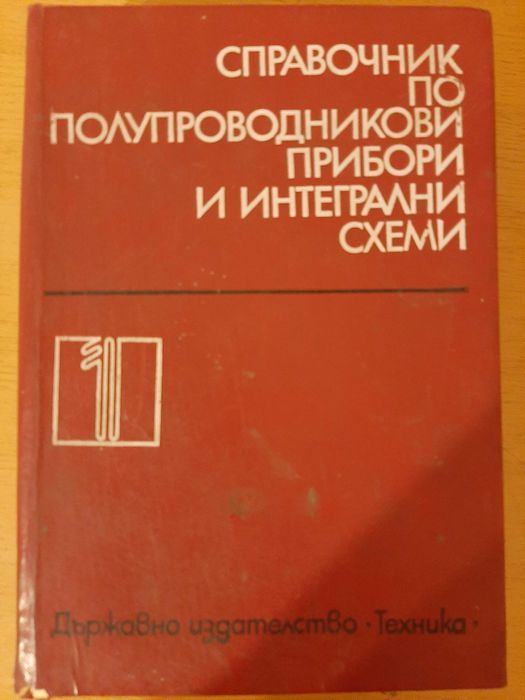 СПРАВОЧНИК
ПО
ПОЛУПРОВОДНИКОВИ
ПРИБОРИ
И ИНТЕГРАЛНИ
СХЕМИ
1
Държавно издателство · Техника ·